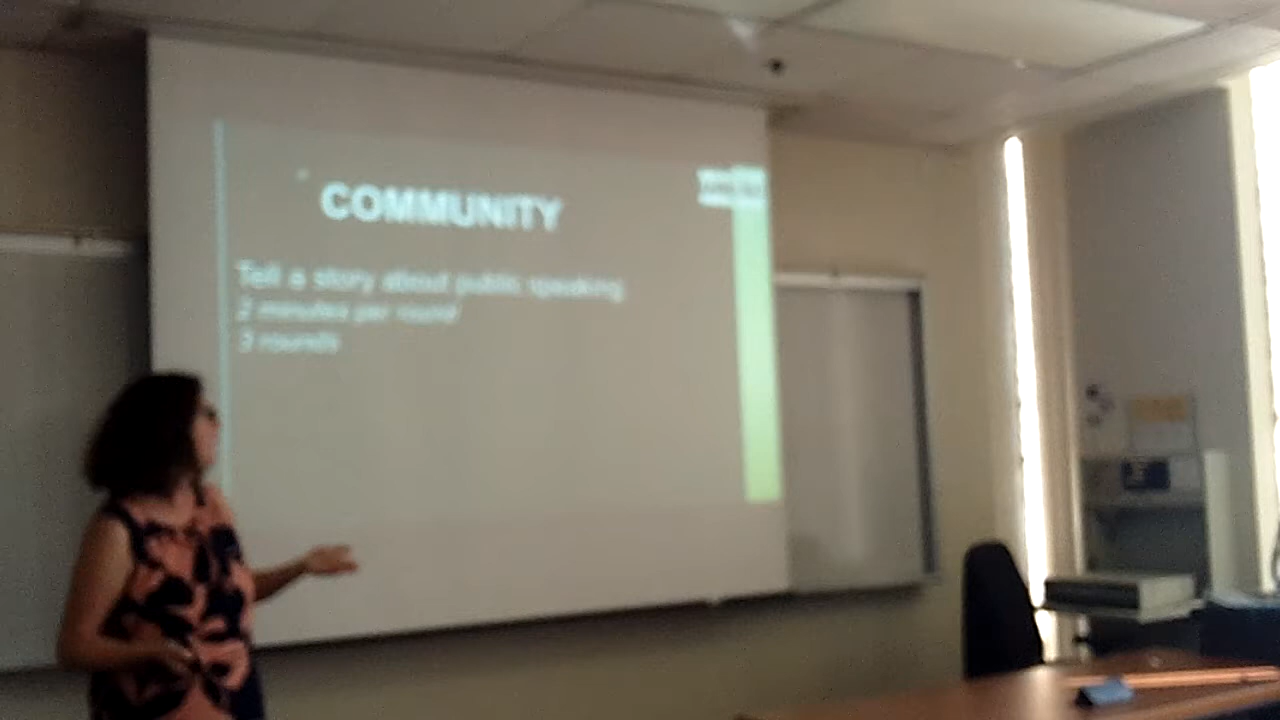 COMMUNITY
Tell a story about public speaking
2 minutes per round
3 rounds